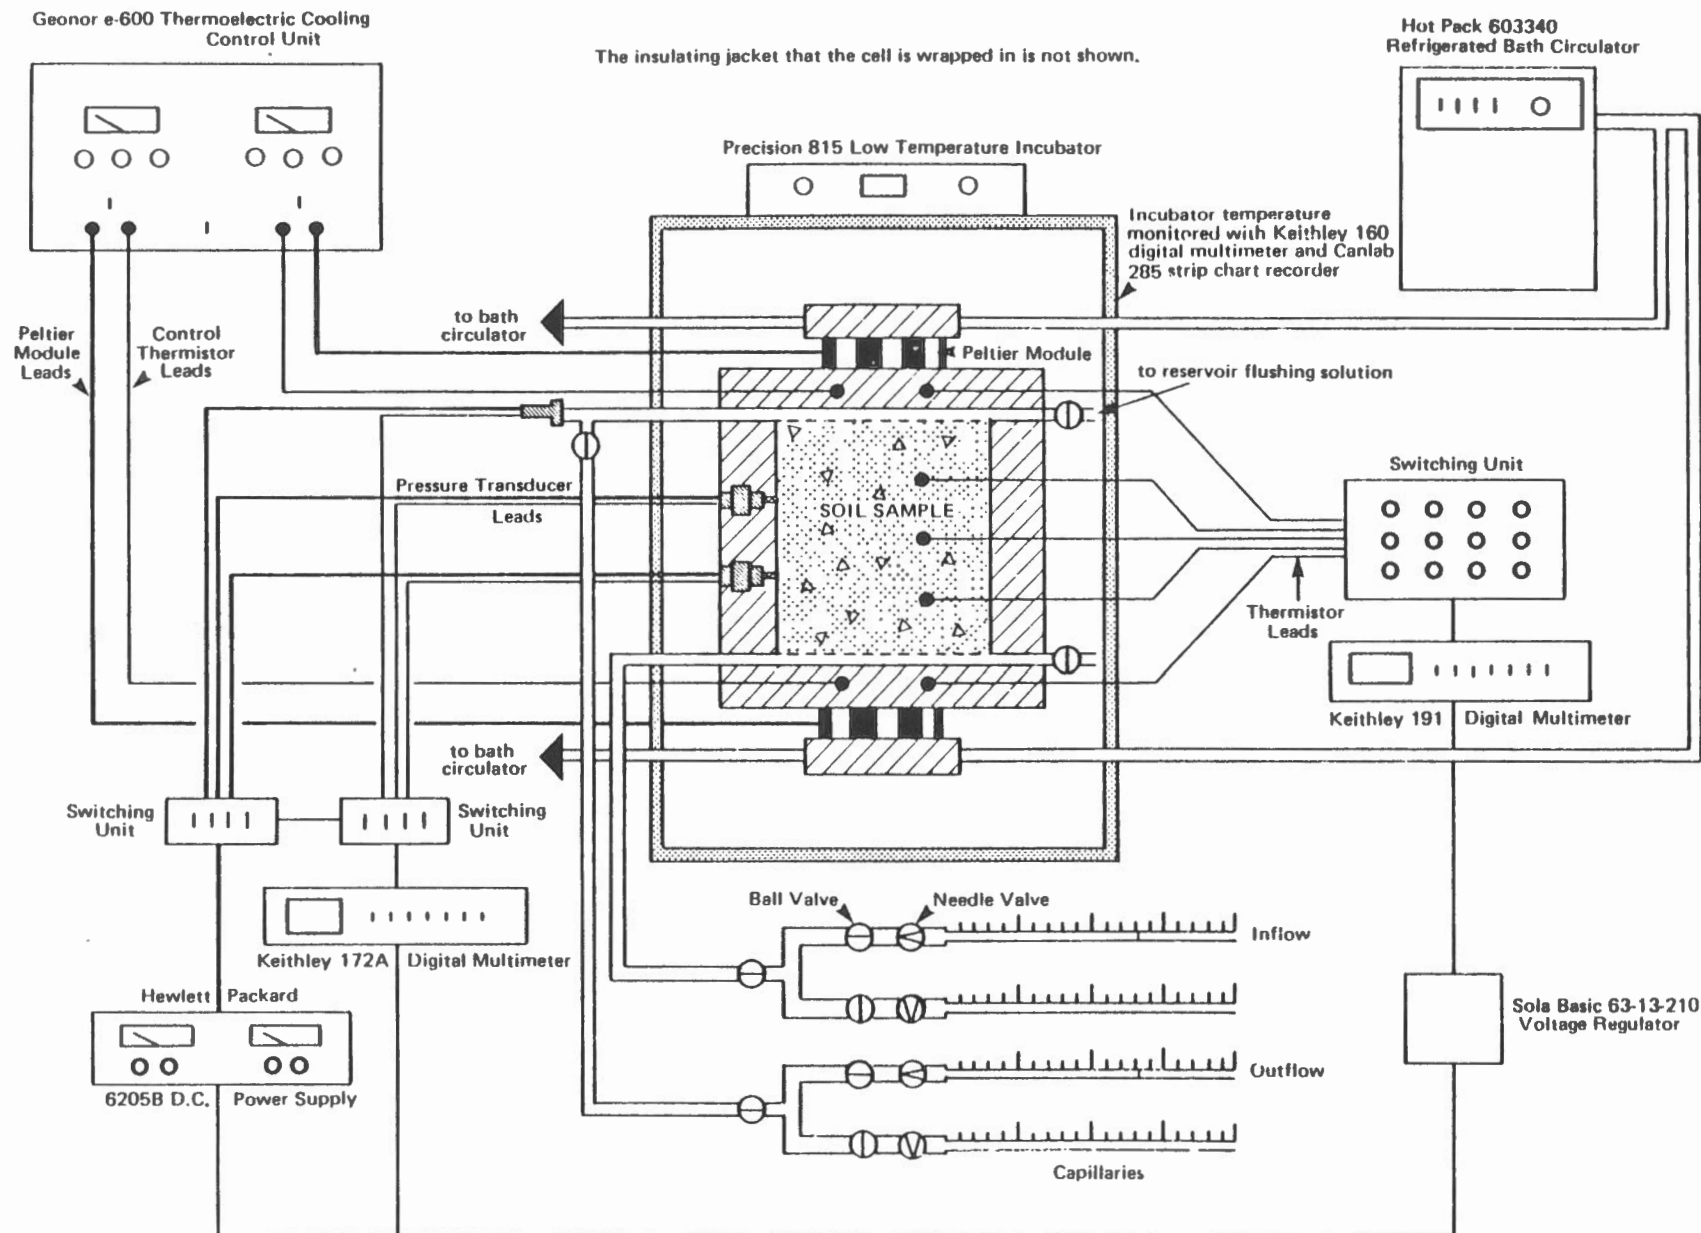 Geonor e-600 Thermoelectric Cooling
Control Unit
The insulating jacket that the cell is wrapped in is not shown.
Hot Pack 603340
Refrigerated Bath Circulator
Precision 815 Low Temperature Incubator
Incubator temperature
monitored with Keithley 160
digital multimeter and Canlab
285 strip chart recorder
to bath
circulator
Peltier
Module
Leads
Control
Thermistor
Leads
Peltier Module
to reservoir flushing solution
Pressure Transducer
Leads
SOIL SAMPLE
Switching Unit
Thermistor
Leads
Keithley 191 Digital Multimeter
to bath
circulator
Switching
Unit
Switching
Unit
Ball Valve
Needle Valve
Inflow
Keithley 172A Digital Multimeter
Hewlett Packard
6205B D.C. Power Supply
Sola Basic 63-13-210
Voltage Regulator
Outflow
Capillaries